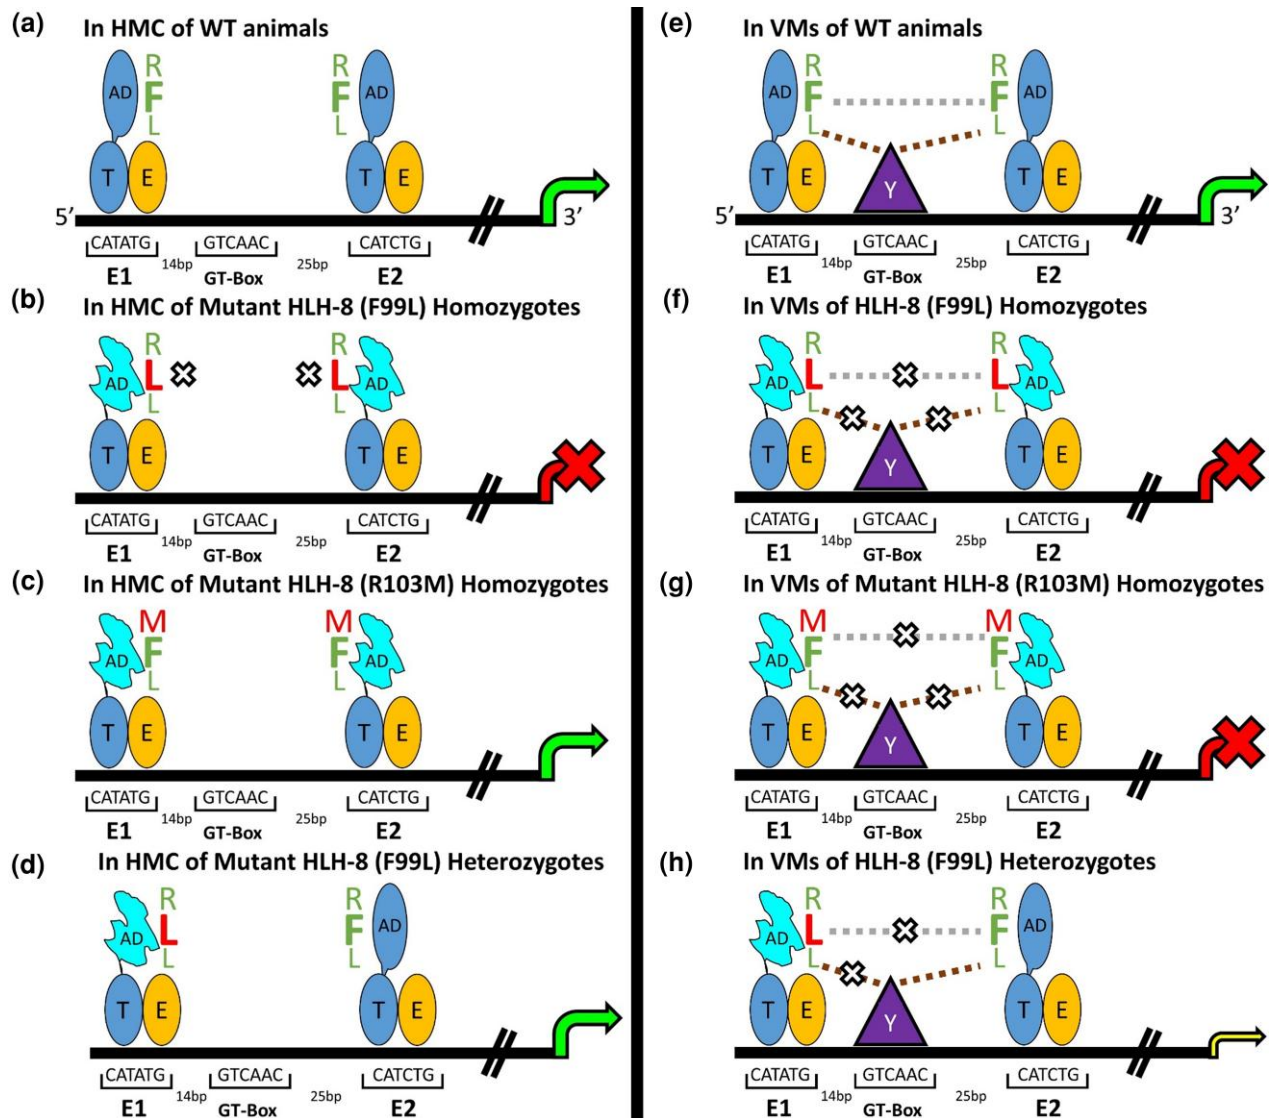 (a) In HMC of WT animals
R R
AD F F AD
L L
T E T E
5’ 3’
CATATG GTCAAC CATCTG
E1 14bp GT-Box 25bp E2
(b) In HMC of Mutant HLH-8 (F99L) Homozygotes
R R
AD L L AD
L L
T E T E
CATATG GTCAAC CATCTG
E1 14bp GT-Box 25bp E2
(c) In HMC of Mutant HLH-8 (R103M) Homozygotes
M M
AD F F AD
L L
T E T E
CATATG GTCAAC CATCTG
E1 14bp GT-Box 25bp E2
(d) In HMC of Mutant HLH-8 (F99L) Heterozygotes
R R
AD L F AD
L L
T E T E
CATATG GTCAAC CATCTG
E1 14bp GT-Box 25bp E2
(e) In VMs of WT animals
R R
AD F F AD
L L
T E Y T E
5’ 3’
CATATG GTCAAC CATCTG
E1 14bp GT-Box 25bp E2
(f) In VMs of HLH-8 (F99L) Homozygotes
R R
AD L L AD
L L
T E Y T E
CATATG GTCAAC CATCTG
E1 14bp GT-Box 25bp E2
(g) In VMs of Mutant HLH-8 (R103M) Homozygotes
M M
AD F F AD
L L
T E Y T E
CATATG GTCAAC CATCTG
E1 14bp GT-Box 25bp E2
(h) In VMs of HLH-8 (F99L) Heterozygotes
R R
AD L F AD
L L
T E Y T E
CATATG GTCAAC CATCTG
E1 14bp GT-Box 25bp E2